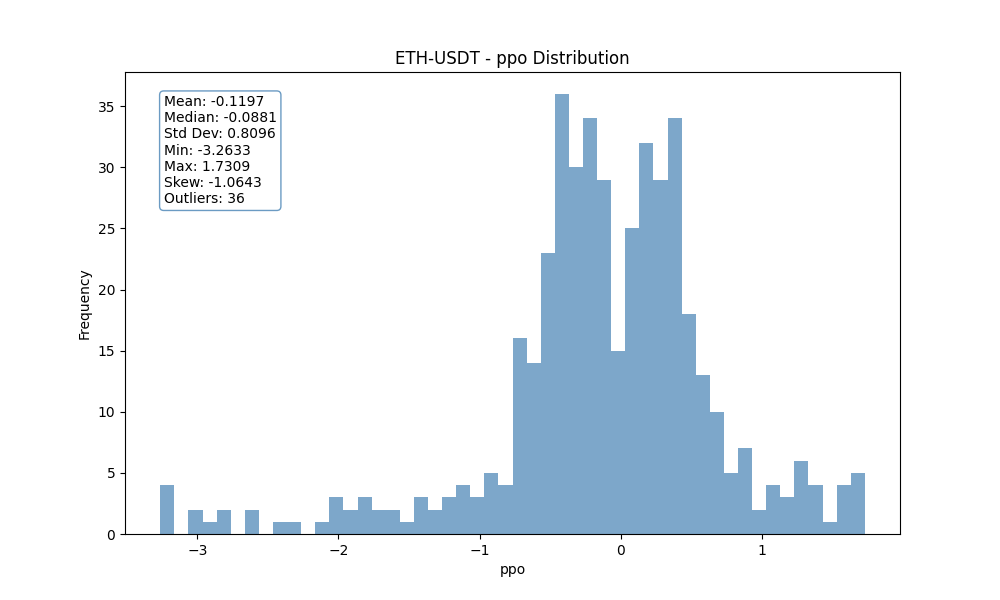 ETH-USDT - ppo Distribution
Mean: -0.1197
Median: -0.0881
Std Dev: 0.8096
Min: -3.2633
Max: 1.7309
Skew: -1.0643
Outliers: 36
Frequency
35
30
25
20
15
10
5
0
−3
−2
−1
0
1
ppo